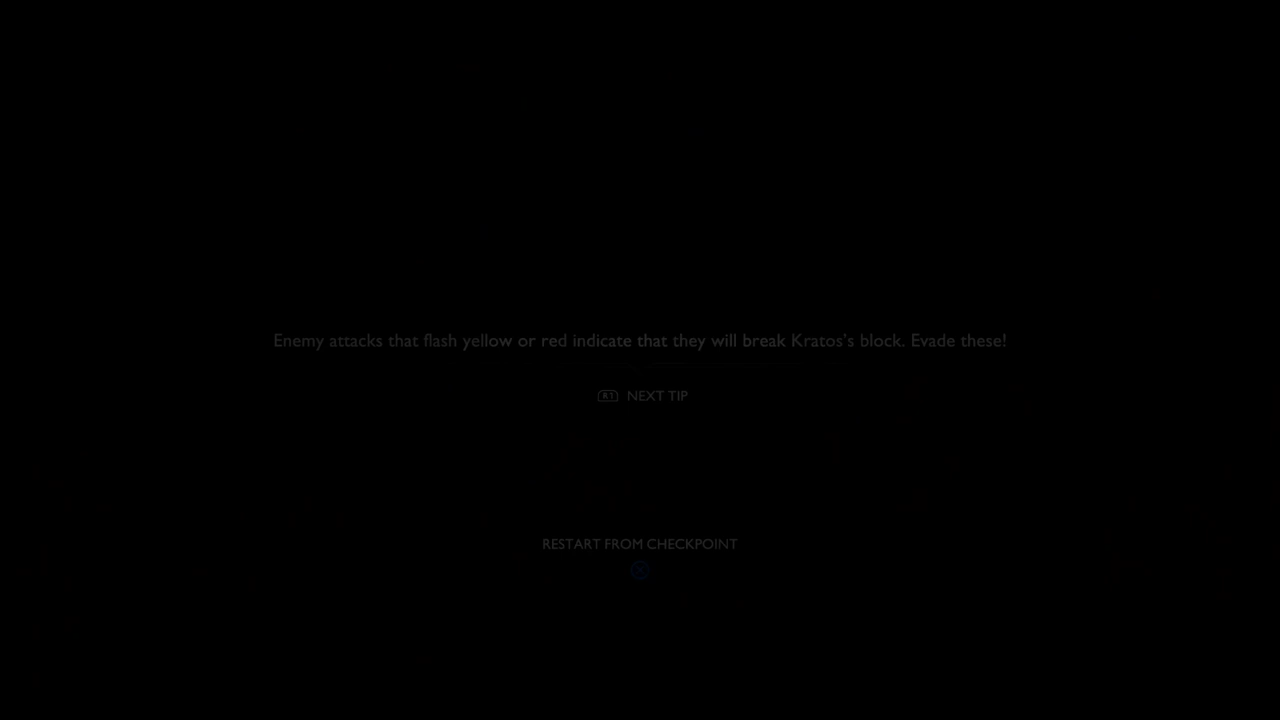 Enemy attacks that flash yellow or red indicate that they will break Kratos's block. Evade these!
R1 NEXT TIP
RESTART FROM CHECKPOINT